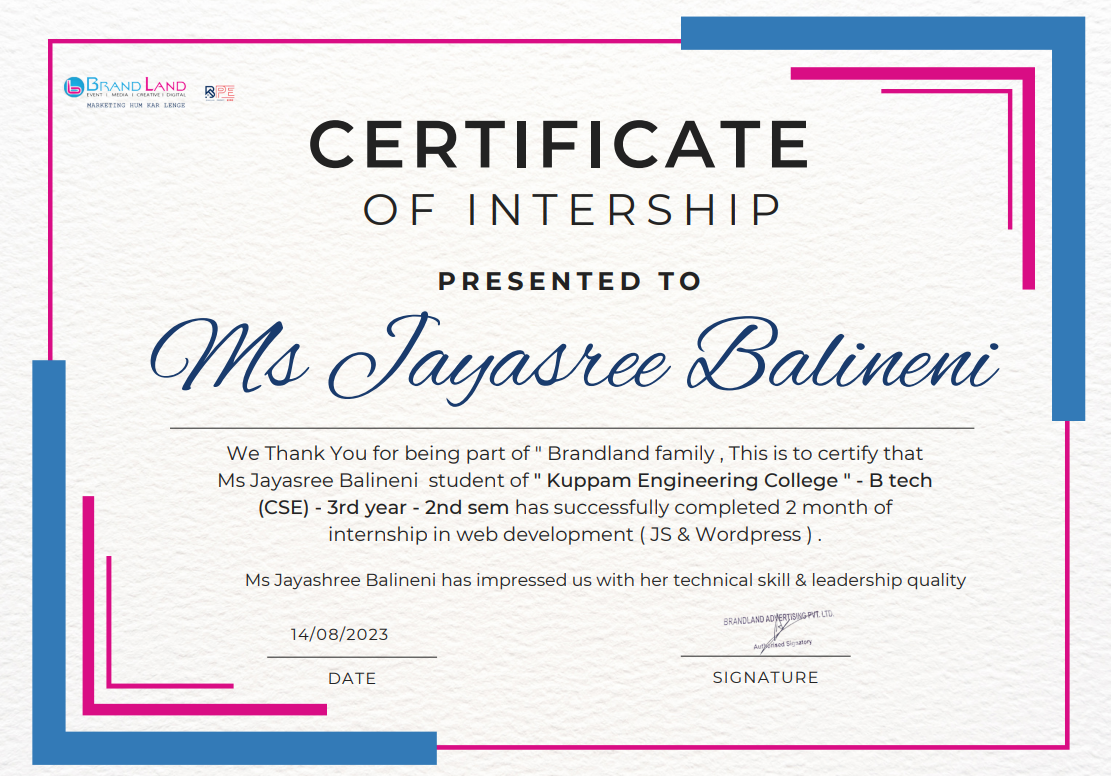 BRAND LAND
EVENT | MEDIA | CREATIVE | DIGITAL
MARKETING HUM KAR LENGE
CERTIFICATE
OF INTERSHIP
PRESENTED TO
Ms Jayasree Balineni
We Thank You for being part of " Brandland family , This is to certify that
Ms Jayasree Balineni student of " Kuppam Engineering College " - B tech
(CSE) - 3rd year - 2nd sem has successfully completed 2 month of
internship in web development ( JS & Wordpress ) .
Ms Jayashree Balineni has impressed us with her technical skill & leadership quality
14/08/2023
DATE
BRANDLAND ADVERTISING PVT. LTD.
Authorised Signatory
SIGNATURE